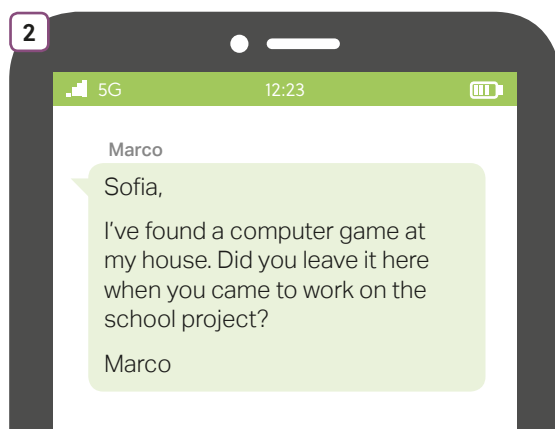 2
5G 12:23
Marco
Sofia,
I've found a computer game at
my house. Did you leave it here
when you came to work on the
school project?
Marco